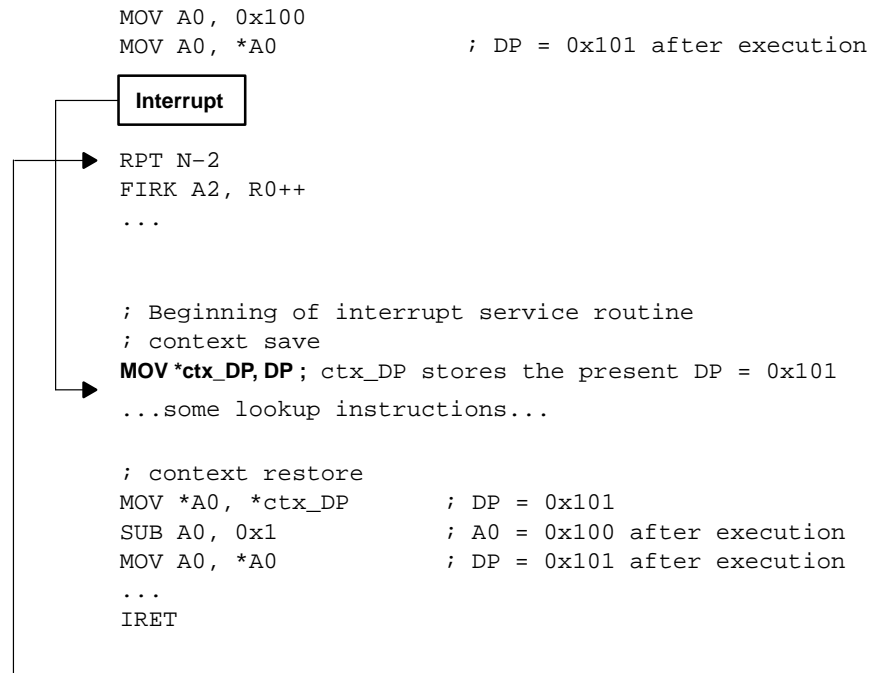 MOV A0, 0x100
MOV A0, *A0 ; DP = 0x101 after execution
Interrupt
RPT N−2
FIRK A2, R0++
...
; Beginning of interrupt service routine
; context save
MOV *ctx_DP, DP ; ctx_DP stores the present DP = 0x101
...some lookup instructions...
; context restore
MOV *A0, *ctx_DP ; DP = 0x101
SUB A0, 0x1 ; A0 = 0x100 after execution
MOV A0, *A0 ; DP = 0x101 after execution
...
IRET